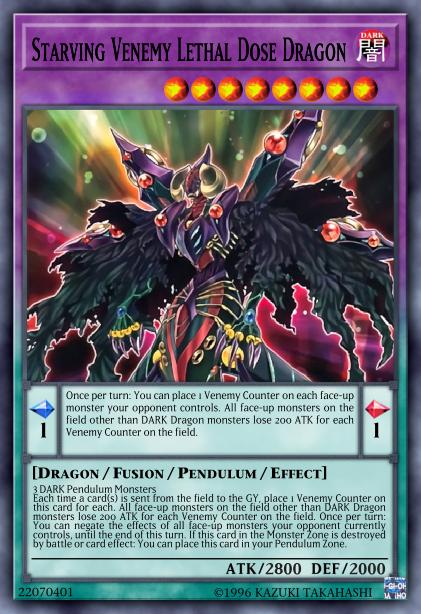 STARVING VENEMY LETHAL DOSE DRAGON
DARK
闇
Once per turn: You can place 1 Venemy Counter on each face-up
monster your opponent controls. All face-up monsters on the
field other than DARK Dragon monsters lose 200 ATK for each
Venemy Counter on the field.
1
1
[DRAGON / FUSION / PENDULUM / EFFECT]
3 DARK Pendulum Monsters
Each time a card(s) is sent from the field to the GY, place 1 Venemy Counter on
this card for each. All face-up monsters on the field other than DARK Dragon
monsters lose 200 ATK for each Venemy Counter on the field. Once per turn:
You can negate the effects of all face-up monsters your opponent currently
controls, until the end of this turn. If this card in the Monster Zone is destroyed
by battle or card effect: You can place this card in your Pendulum Zone.
ATK/2800 DEF/2000
22070401
©1996 KAZUKI TAKAHASHI